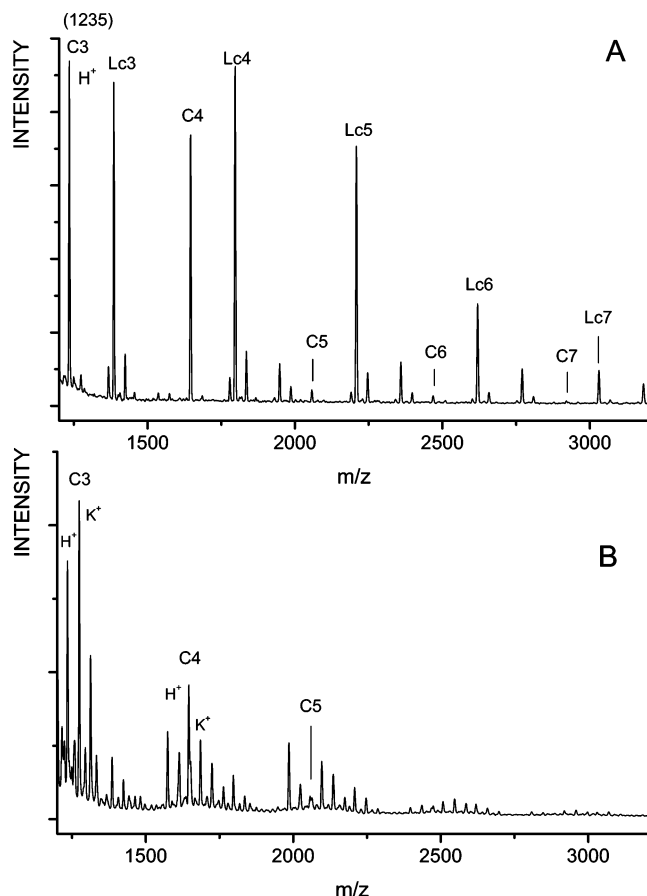 (1235)
C3
H⁺
Lc3
C4
Lc4
A
Lc5
C5
Lc6
C6
Lc7
C7
INTENSITY
1500 2000 2500 3000
m/z
C3
H⁺ K⁺
B
C4
H⁺ K⁺
C5
INTENSITY
1500 2000 2500 3000
m/z